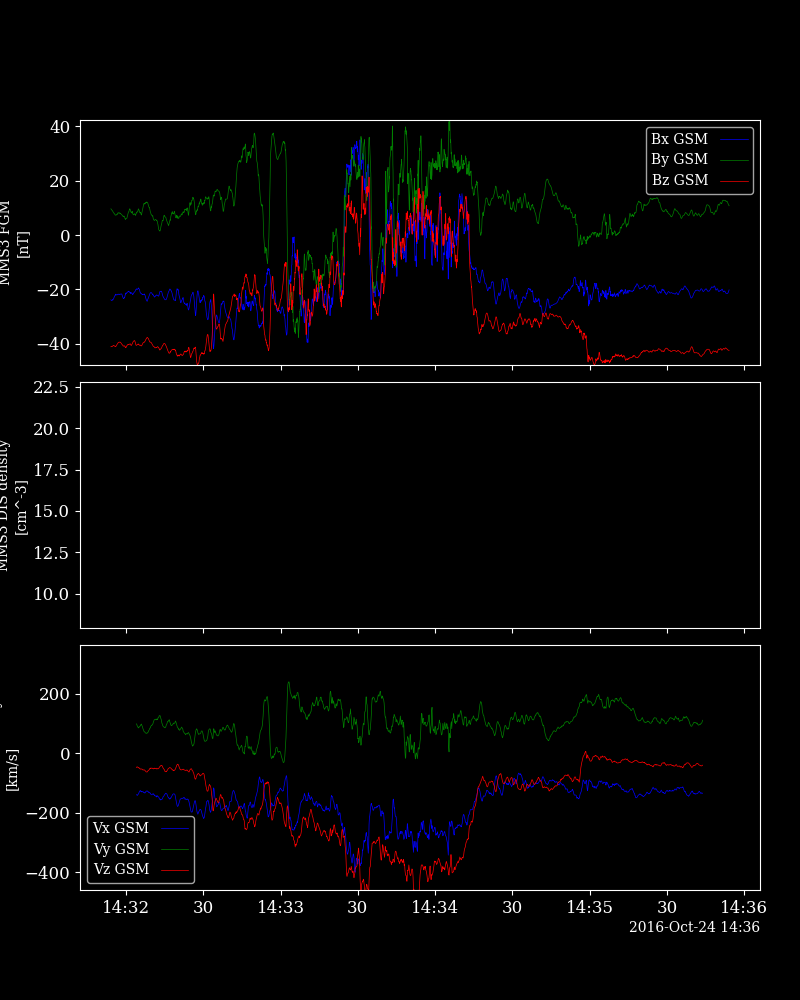 40
20
0
−20
−40
MMS3 FGM
[nT]
Bx GSM
By GSM
Bz GSM
22.5
20.0
17.5
15.0
12.5
10.0
MMS3 DIS density
[cm^-3]
200
0
−200
−400
[km/s]
Vx GSM
Vy GSM
Vz GSM
14:32
30
14:33
30
14:34
30
14:35
30
14:36
2016-Oct-24 14:36